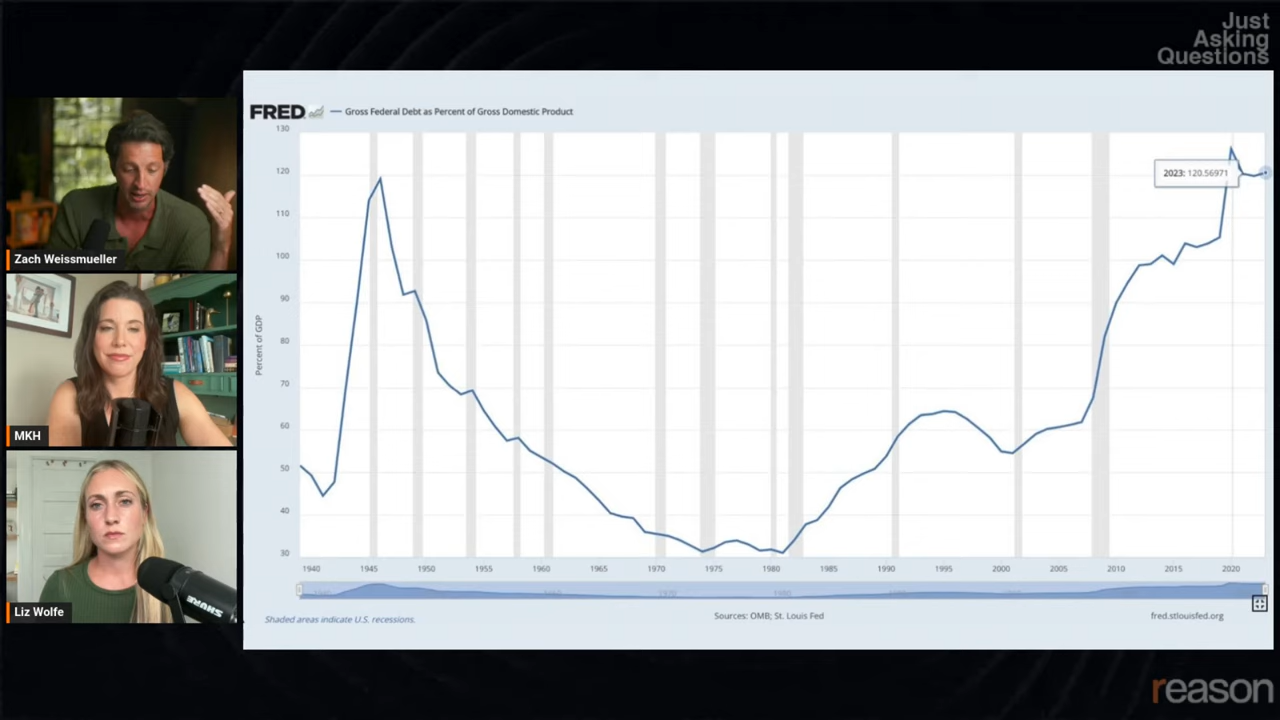 Just
Asking
Questions
FRED
Gross Federal Debt as Percent of Gross Domestic Product
130
120
110
100
90
80
70
60
50
40
30
Percent of GDP
2023: 120.56971
1940 1945 1950 1955 1960 1965 1970 1975 1980 1985 1990 1995 2000 2005 2010 2015 2020
Shaded areas indicate U.S. recessions.
Sources: OMB; St. Louis Fed
fred.stlouisfed.org
Zach Weissmueller
MKH
Liz Wolfe
SHURE
reason